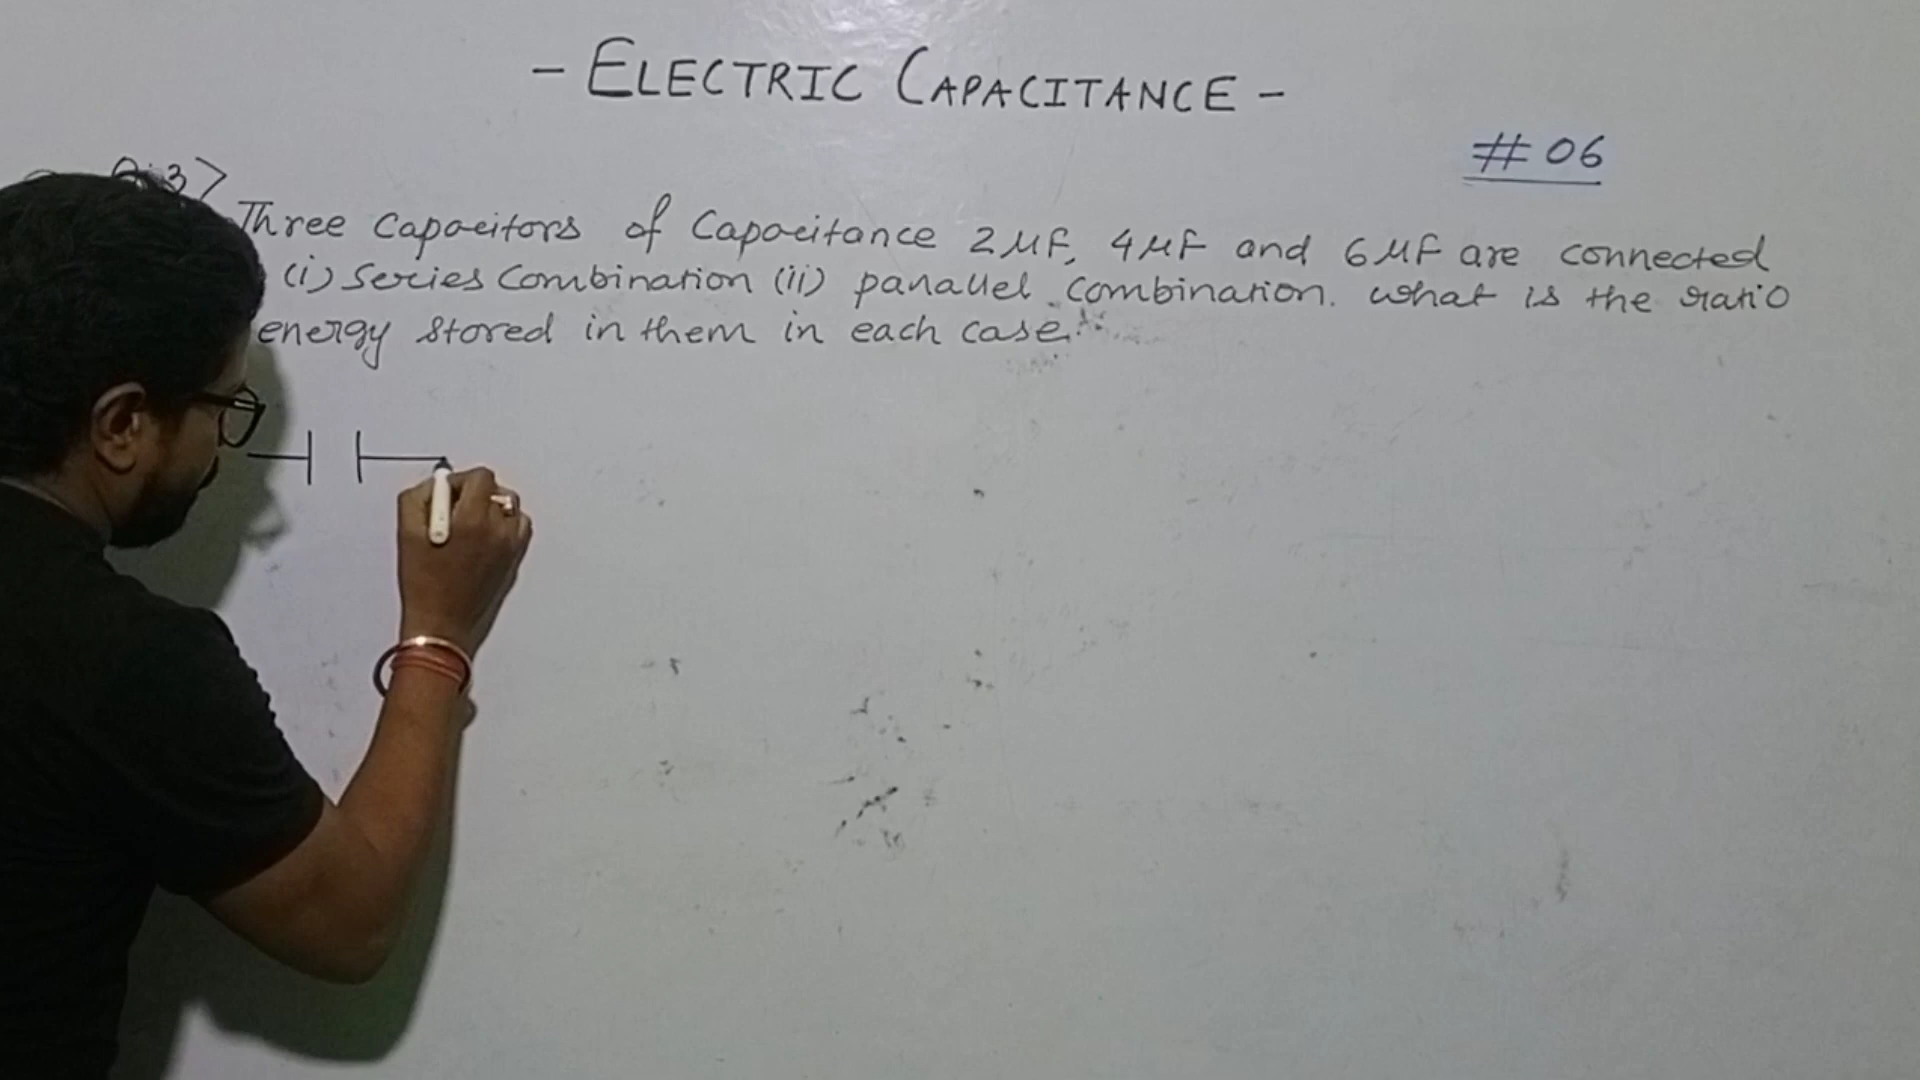 - ELECTRIC CAPACITANCE -
# 06
Q.3>
Three capacitors of Capacitance 2μF, 4μF and 6μF are connected
(i) Series Combination (ii) parallel combination. what is the ratio
energy stored in them in each case.